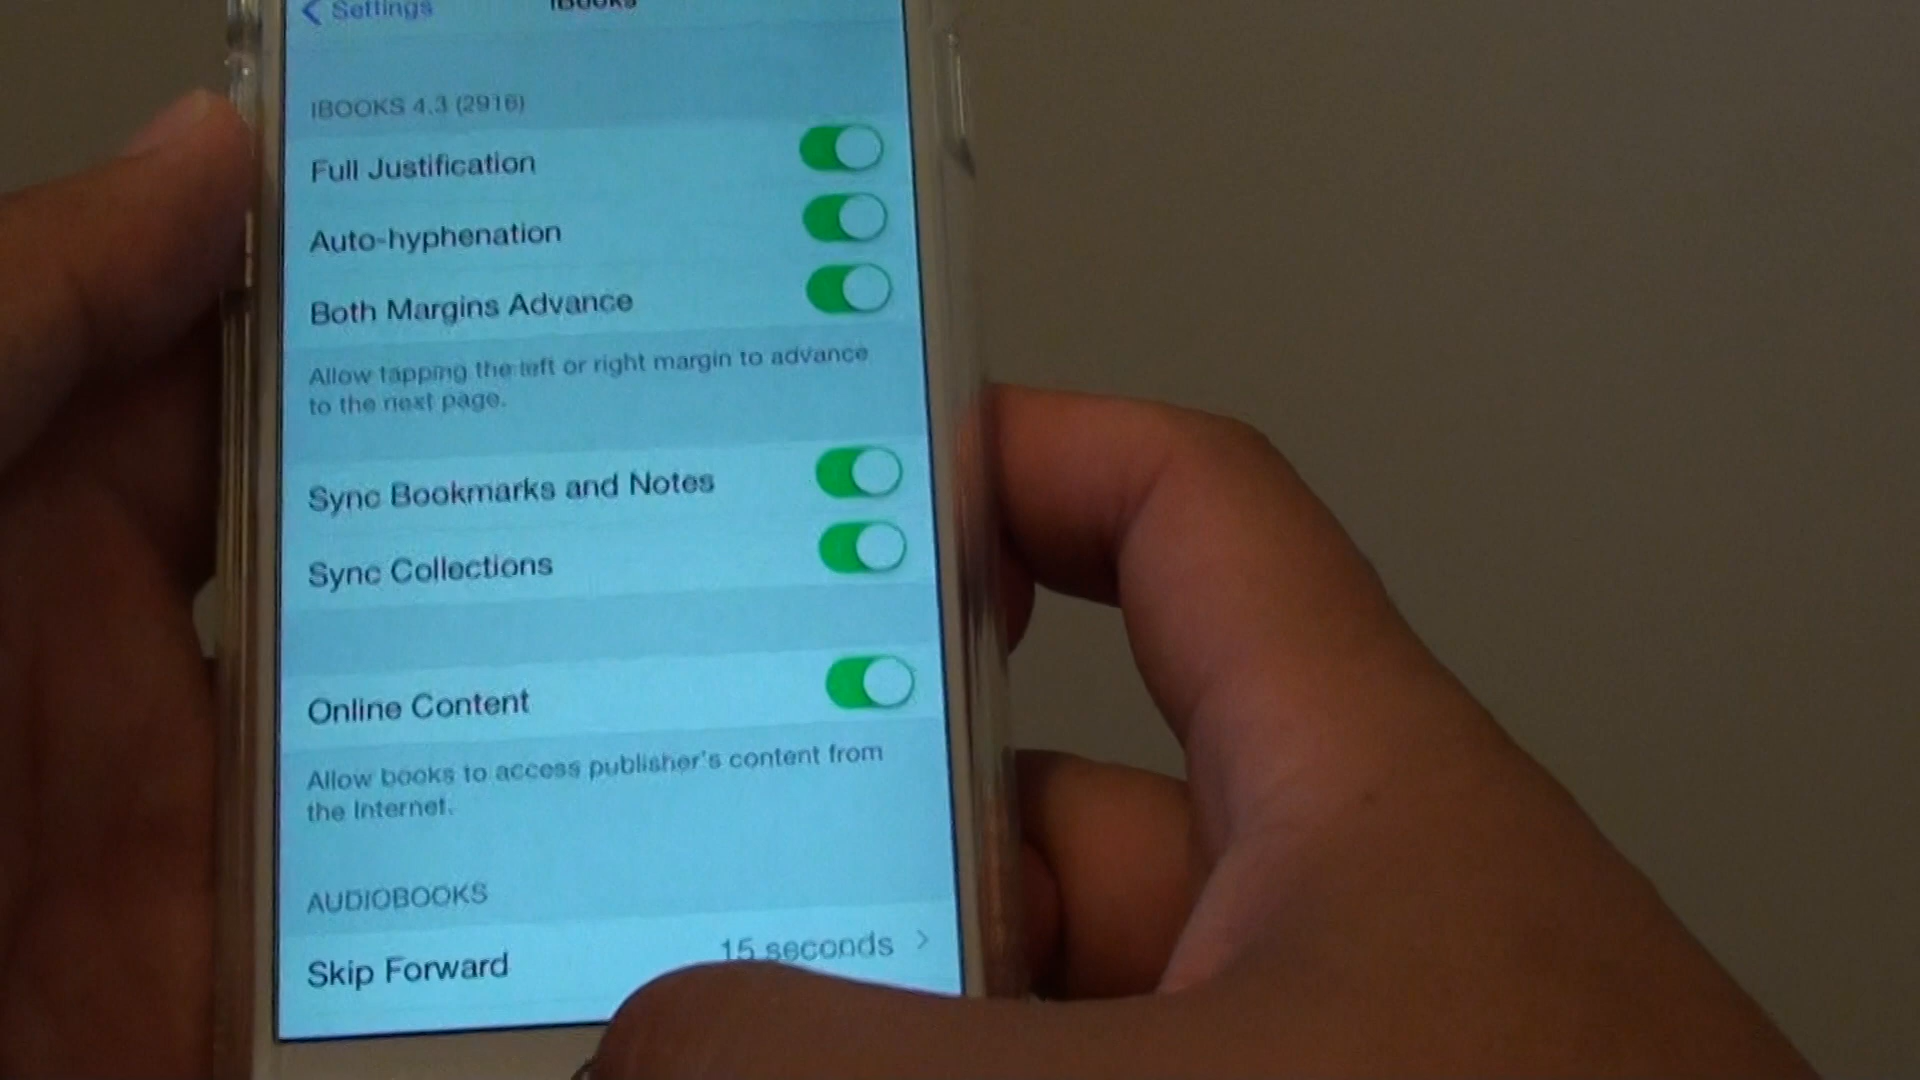 Settings
iBooks
IBOOKS 4.3 (2916)
Full Justification
Auto-hyphenation
Both Margins Advance
Allow tapping the left or right margin to advance
to the next page.
Sync Bookmarks and Notes
Sync Collections
Online Content
Allow books to access publisher's content from
the Internet.
AUDIOBOOKS
Skip Forward 15 seconds